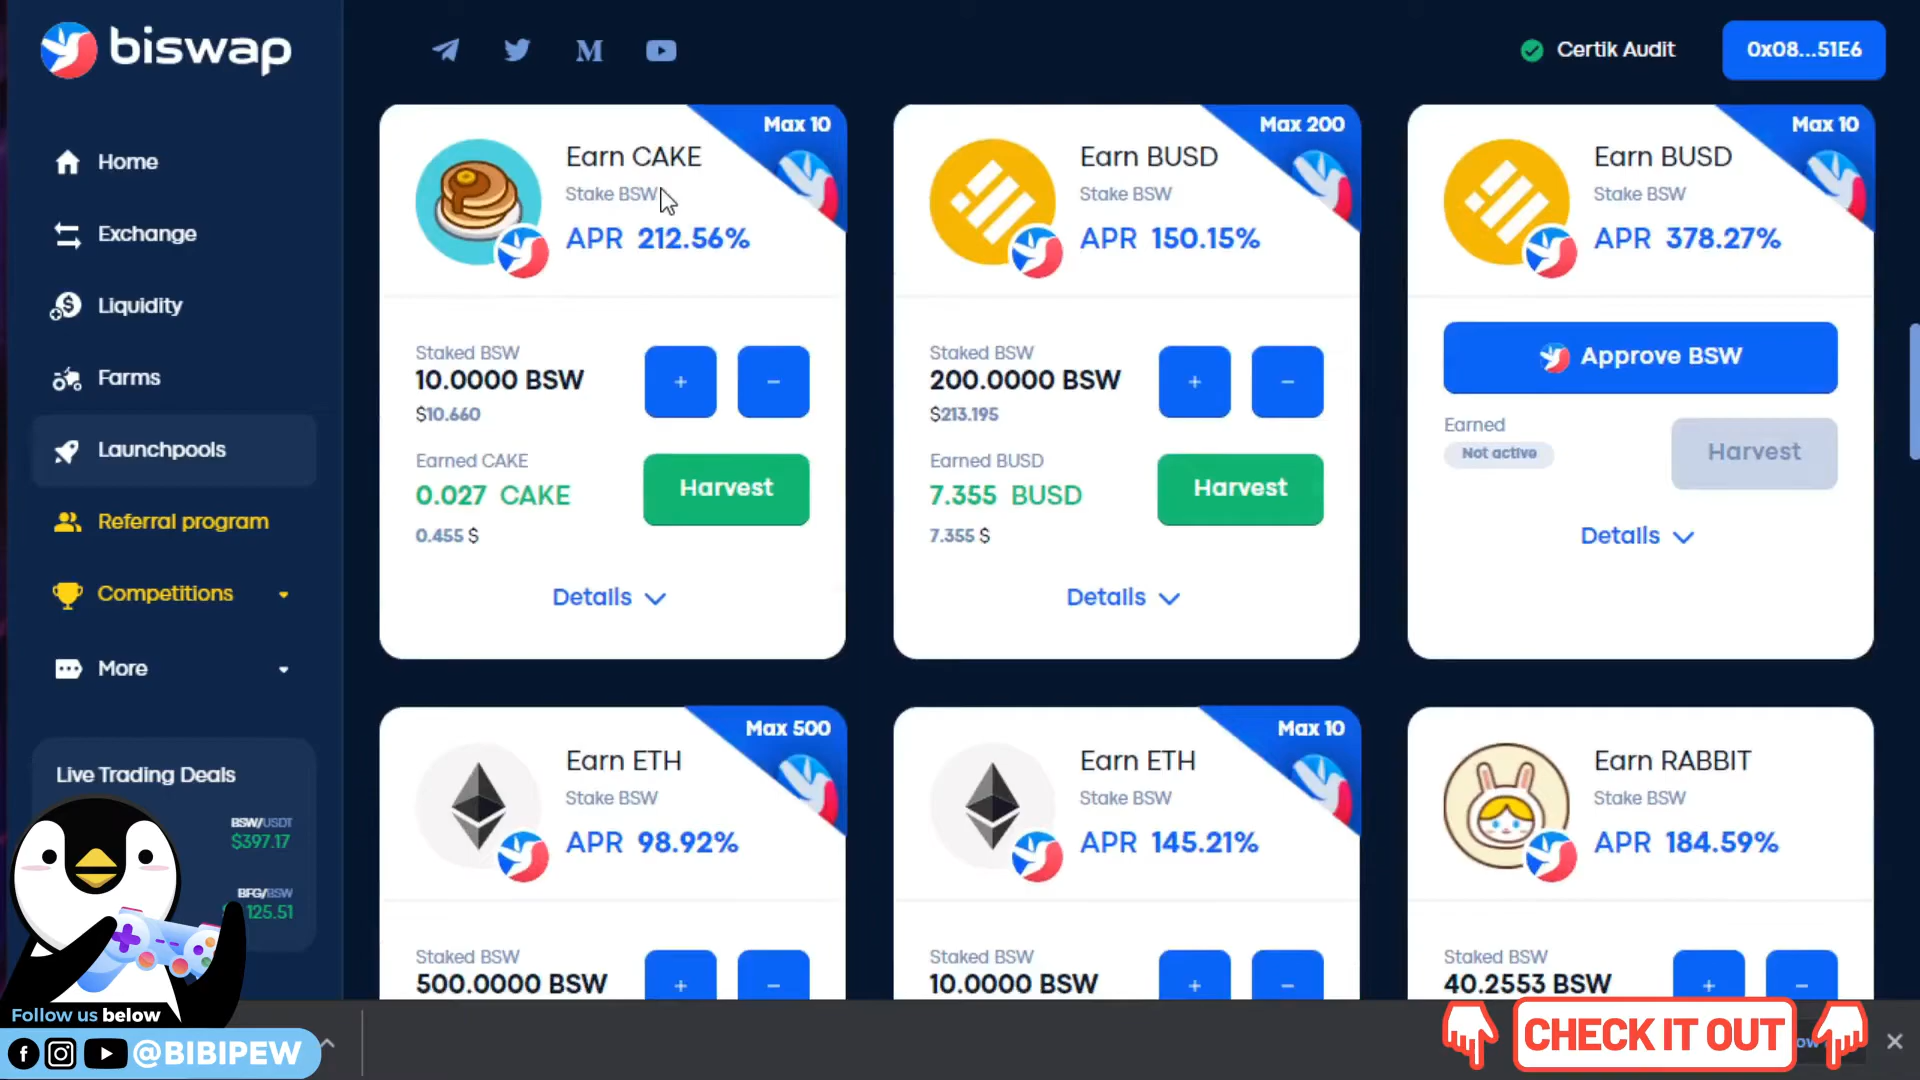 biswap
M
Certik Audit
0x08...51E6
Home
Exchange
Liquidity
Farms
Launchpools
Referral program
Competitions
More
Live Trading Deals
BSW/USDT
$397.17
BFG/BSW
125.51
Max 10
Earn CAKE
Stake BSW
APR 212.56%
Staked BSW
10.0000 BSW
$10.660
+
−
Earned CAKE
0.027 CAKE
0.455 $
Harvest
Details
Max 200
Earn BUSD
Stake BSW
APR 150.15%
Staked BSW
200.0000 BSW
$213.195
+
−
Earned BUSD
7.355 BUSD
7.355 $
Harvest
Details
Max 10
Earn BUSD
Stake BSW
APR 378.27%
Approve BSW
Earned
Not active
Harvest
Details
Max 500
Earn ETH
Stake BSW
APR 98.92%
Staked BSW
500.0000 BSW
+
−
Max 10
Earn ETH
Stake BSW
APR 145.21%
Staked BSW
10.0000 BSW
+
−
Earn RABBIT
Stake BSW
APR 184.59%
Staked BSW
40.2553 BSW
+
−
Follow us below
@BIBIPEW
CHECK IT OUT